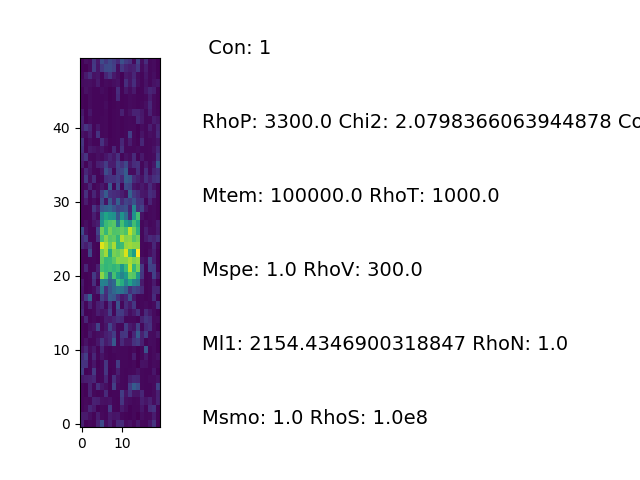 Con: 1
RhoP: 3300.0 Chi2: 2.0798366063944878 Co
Mtem: 100000.0 RhoT: 1000.0
Mspe: 1.0 RhoV: 300.0
Ml1: 2154.4346900318847 RhoN: 1.0
Msmo: 1.0 RhoS: 1.0e8
40
30
20
10
0
0 10